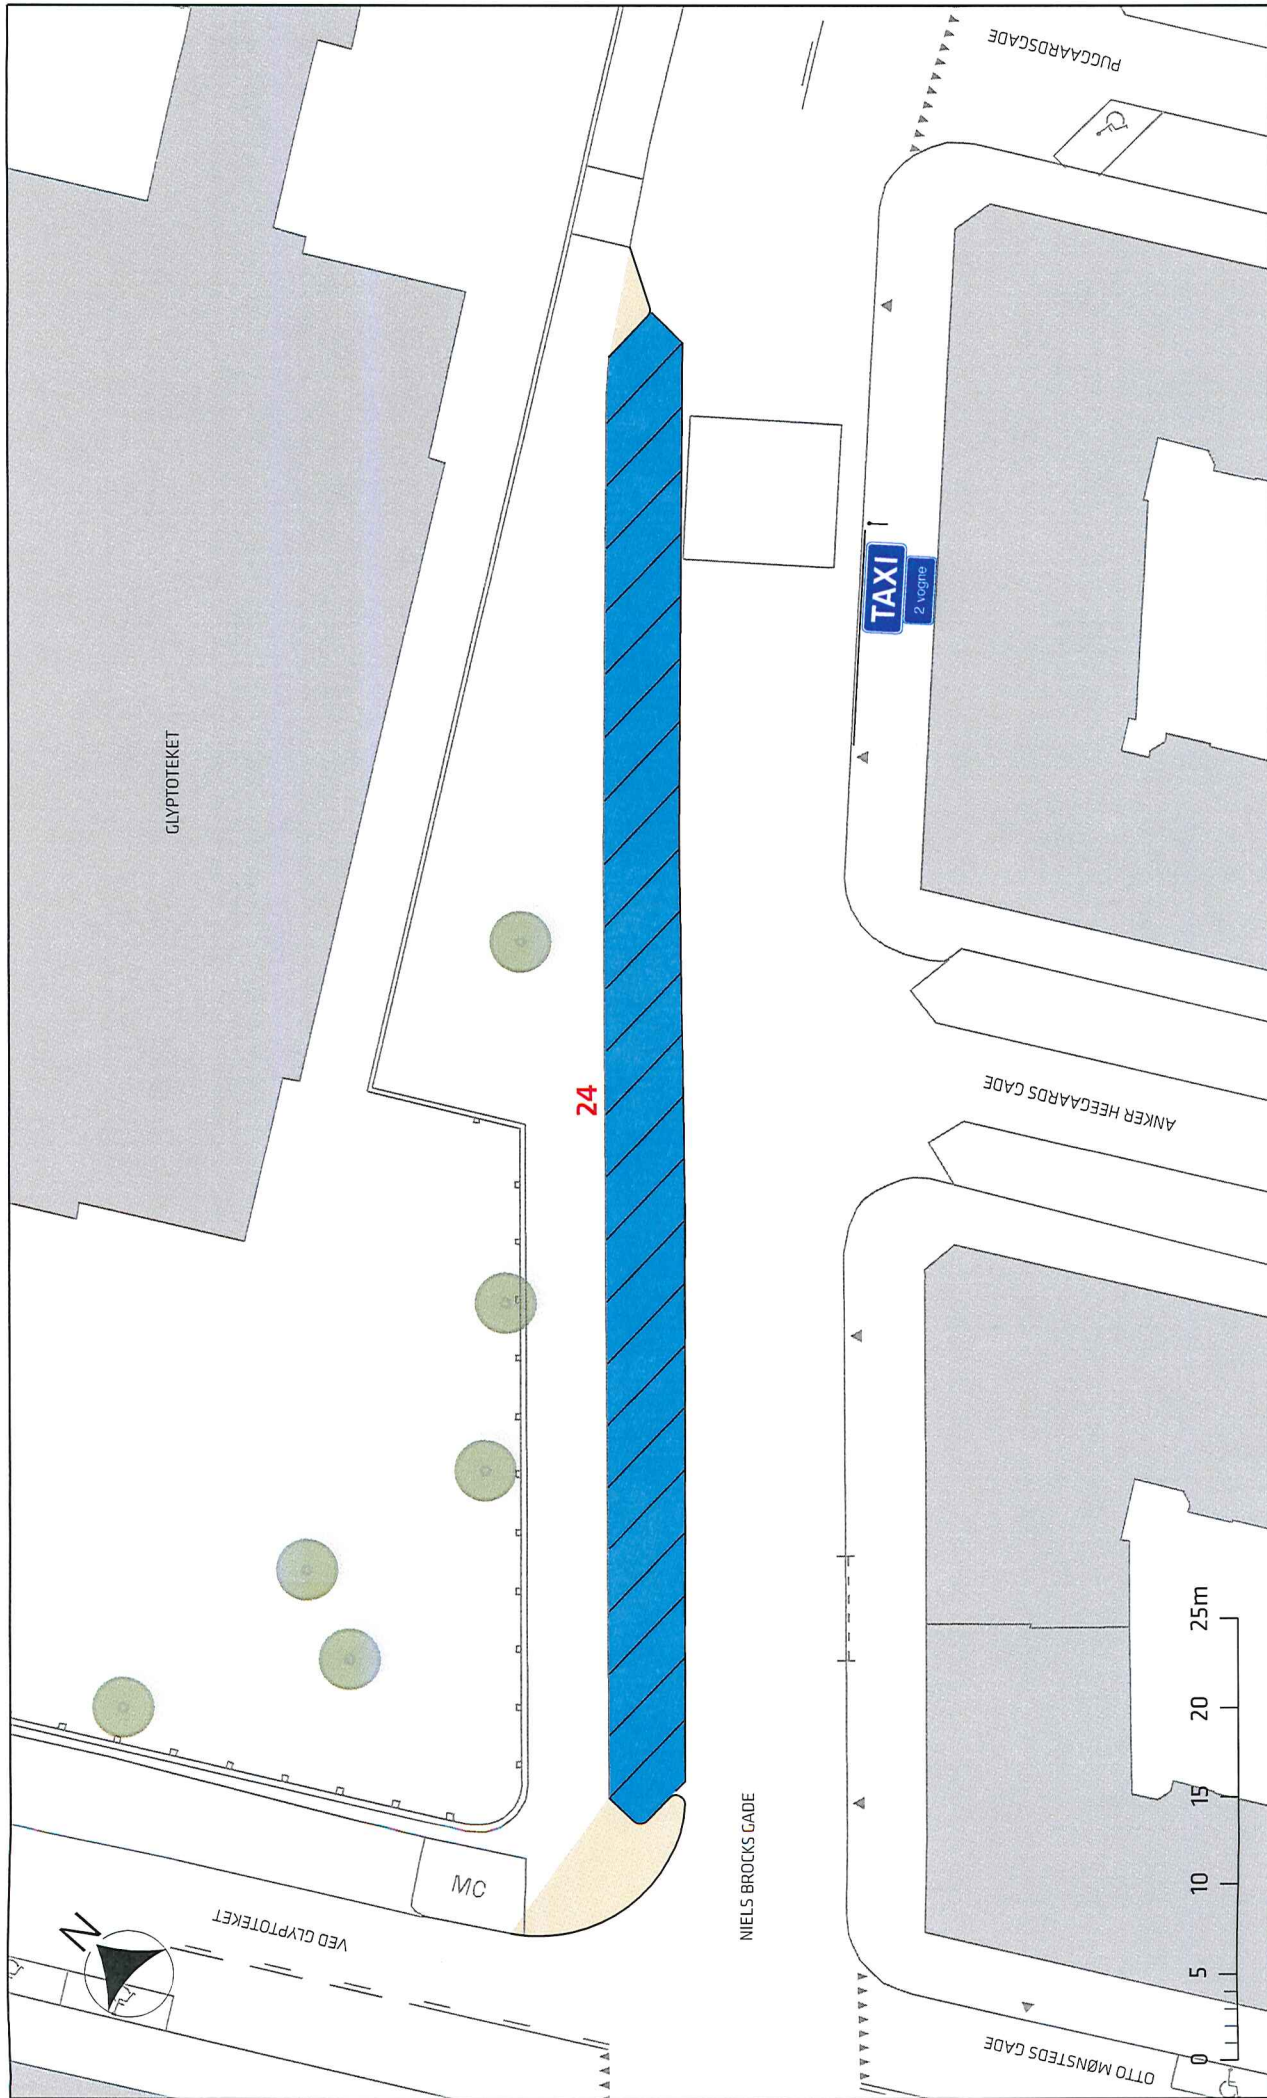 PUGGAARDSGADE
GLYPTOTEKET
TAXI
2 vogne
24
ANKER HEEGAARDS GADE
NIELS BROCKS GADE
MC
VED GLYPTOTEKET
N
OTTO MØNSTEDS GADE
0 5 10 15 20 25m